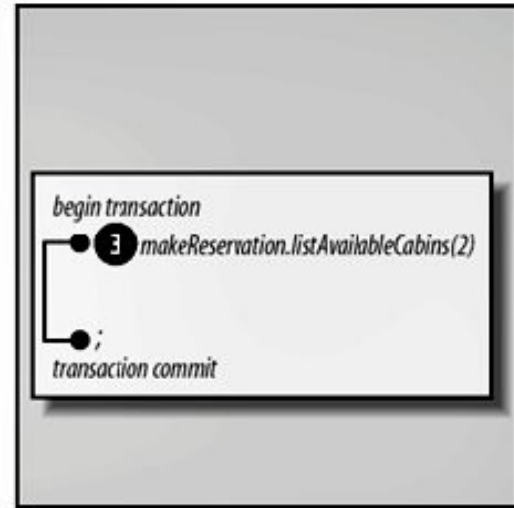 begin transaction
3 makeReservation.listAvailableCabins(2)
;
transaction commit